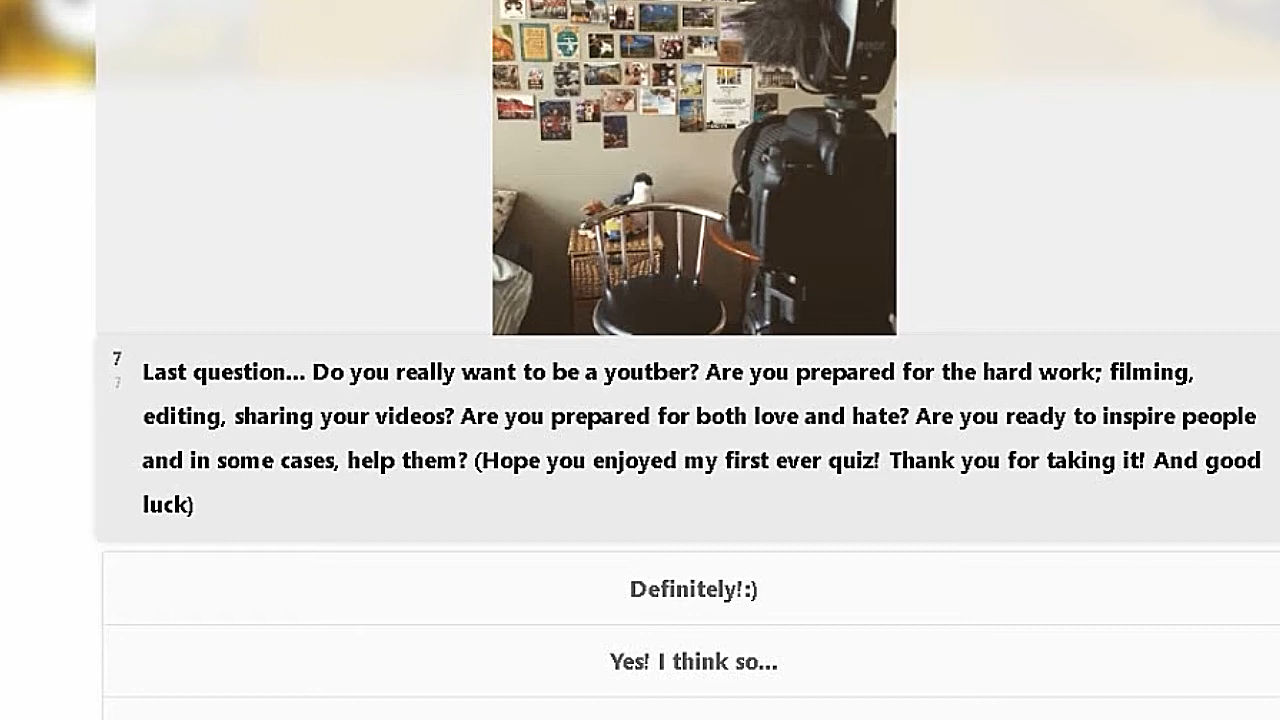 7
7
Last question... Do you really want to be a youtber? Are you prepared for the hard work; filming,
editing, sharing your videos? Are you prepared for both love and hate? Are you ready to inspire people
and in some cases, help them? (Hope you enjoyed my first ever quiz! Thank you for taking it! And good
luck)
Definitely!:)
Yes! I think so...